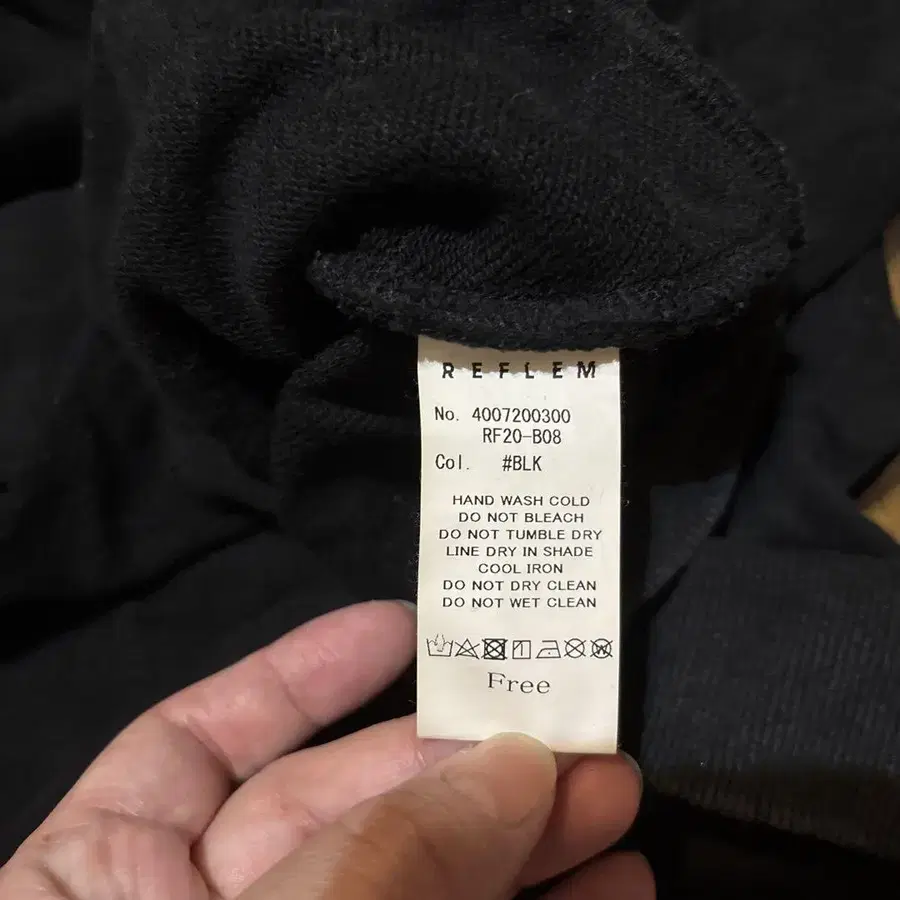 REFLEM
No. 4007200300
RF20-B08
Col. #BLK
HAND WASH COLD
DO NOT BLEACH
DO NOT TUMBLE DRY
LINE DRY IN SHADE
COOL IRON
DO NOT DRY CLEAN
DO NOT WET CLEAN
W
Free